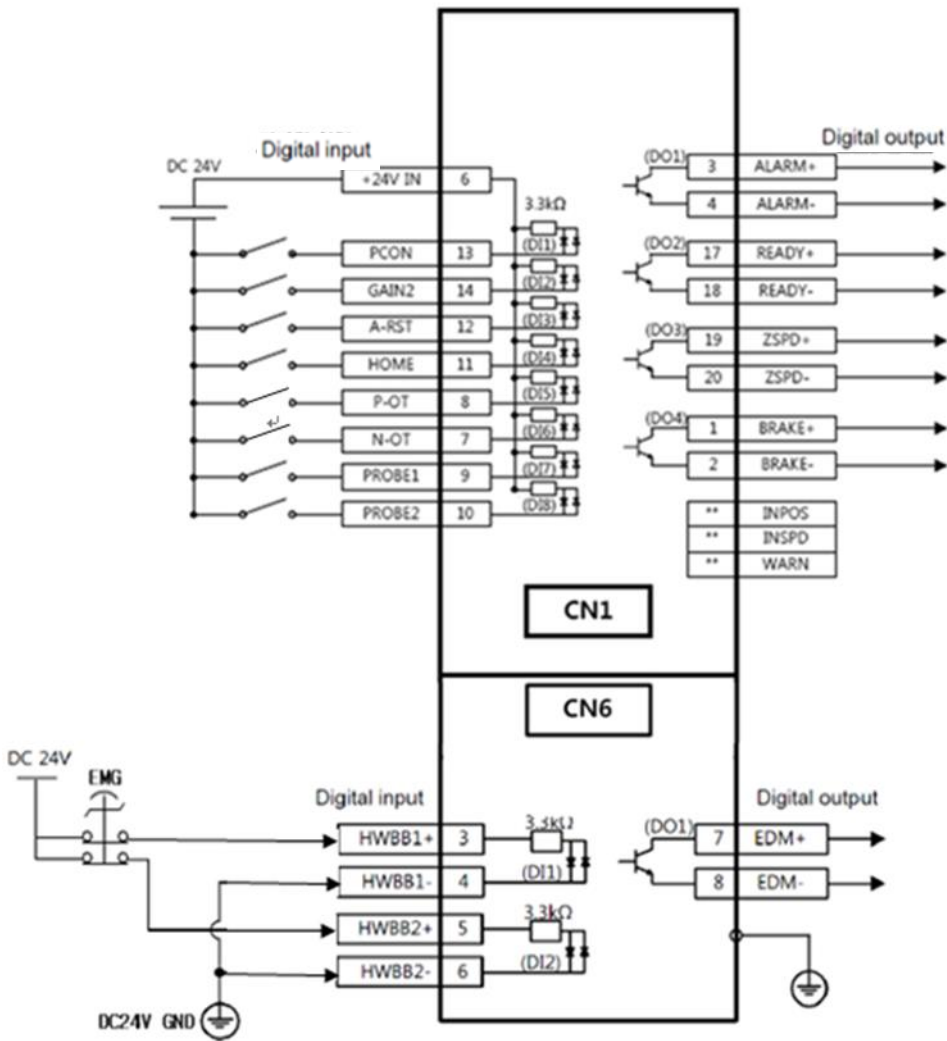 Digital input
Digital output
DC 24V
+24V IN 6
(DO1) 3 ALARM+
4 ALARM-
3.3kΩ
PCON 13 (DI1)
(DO2) 17 READY+
GAIN2 14 (DI2)
18 READY-
A-RST 12 (DI3)
(DO3) 19 ZSPD+
HOME 11 (DI4)
20 ZSPD-
P-OT 8 (DI5)
(DO4) 1 BRAKE+
N-OT 7 (DI6)
2 BRAKE-
PROBE1 9 (DI7)
PROBE2 10 (DI8)
** INPOS
** INSPD
** WARN
CN1
CN6
DC 24V
EMG
Digital input
Digital output
HWBB1+ 3 3.3kΩ
(DO1) 7 EDM+
HWBB1- 4 (DI1)
8 EDM-
HWBB2+ 5 3.3kΩ
HWBB2- 6 (DI2)
DC24V GND